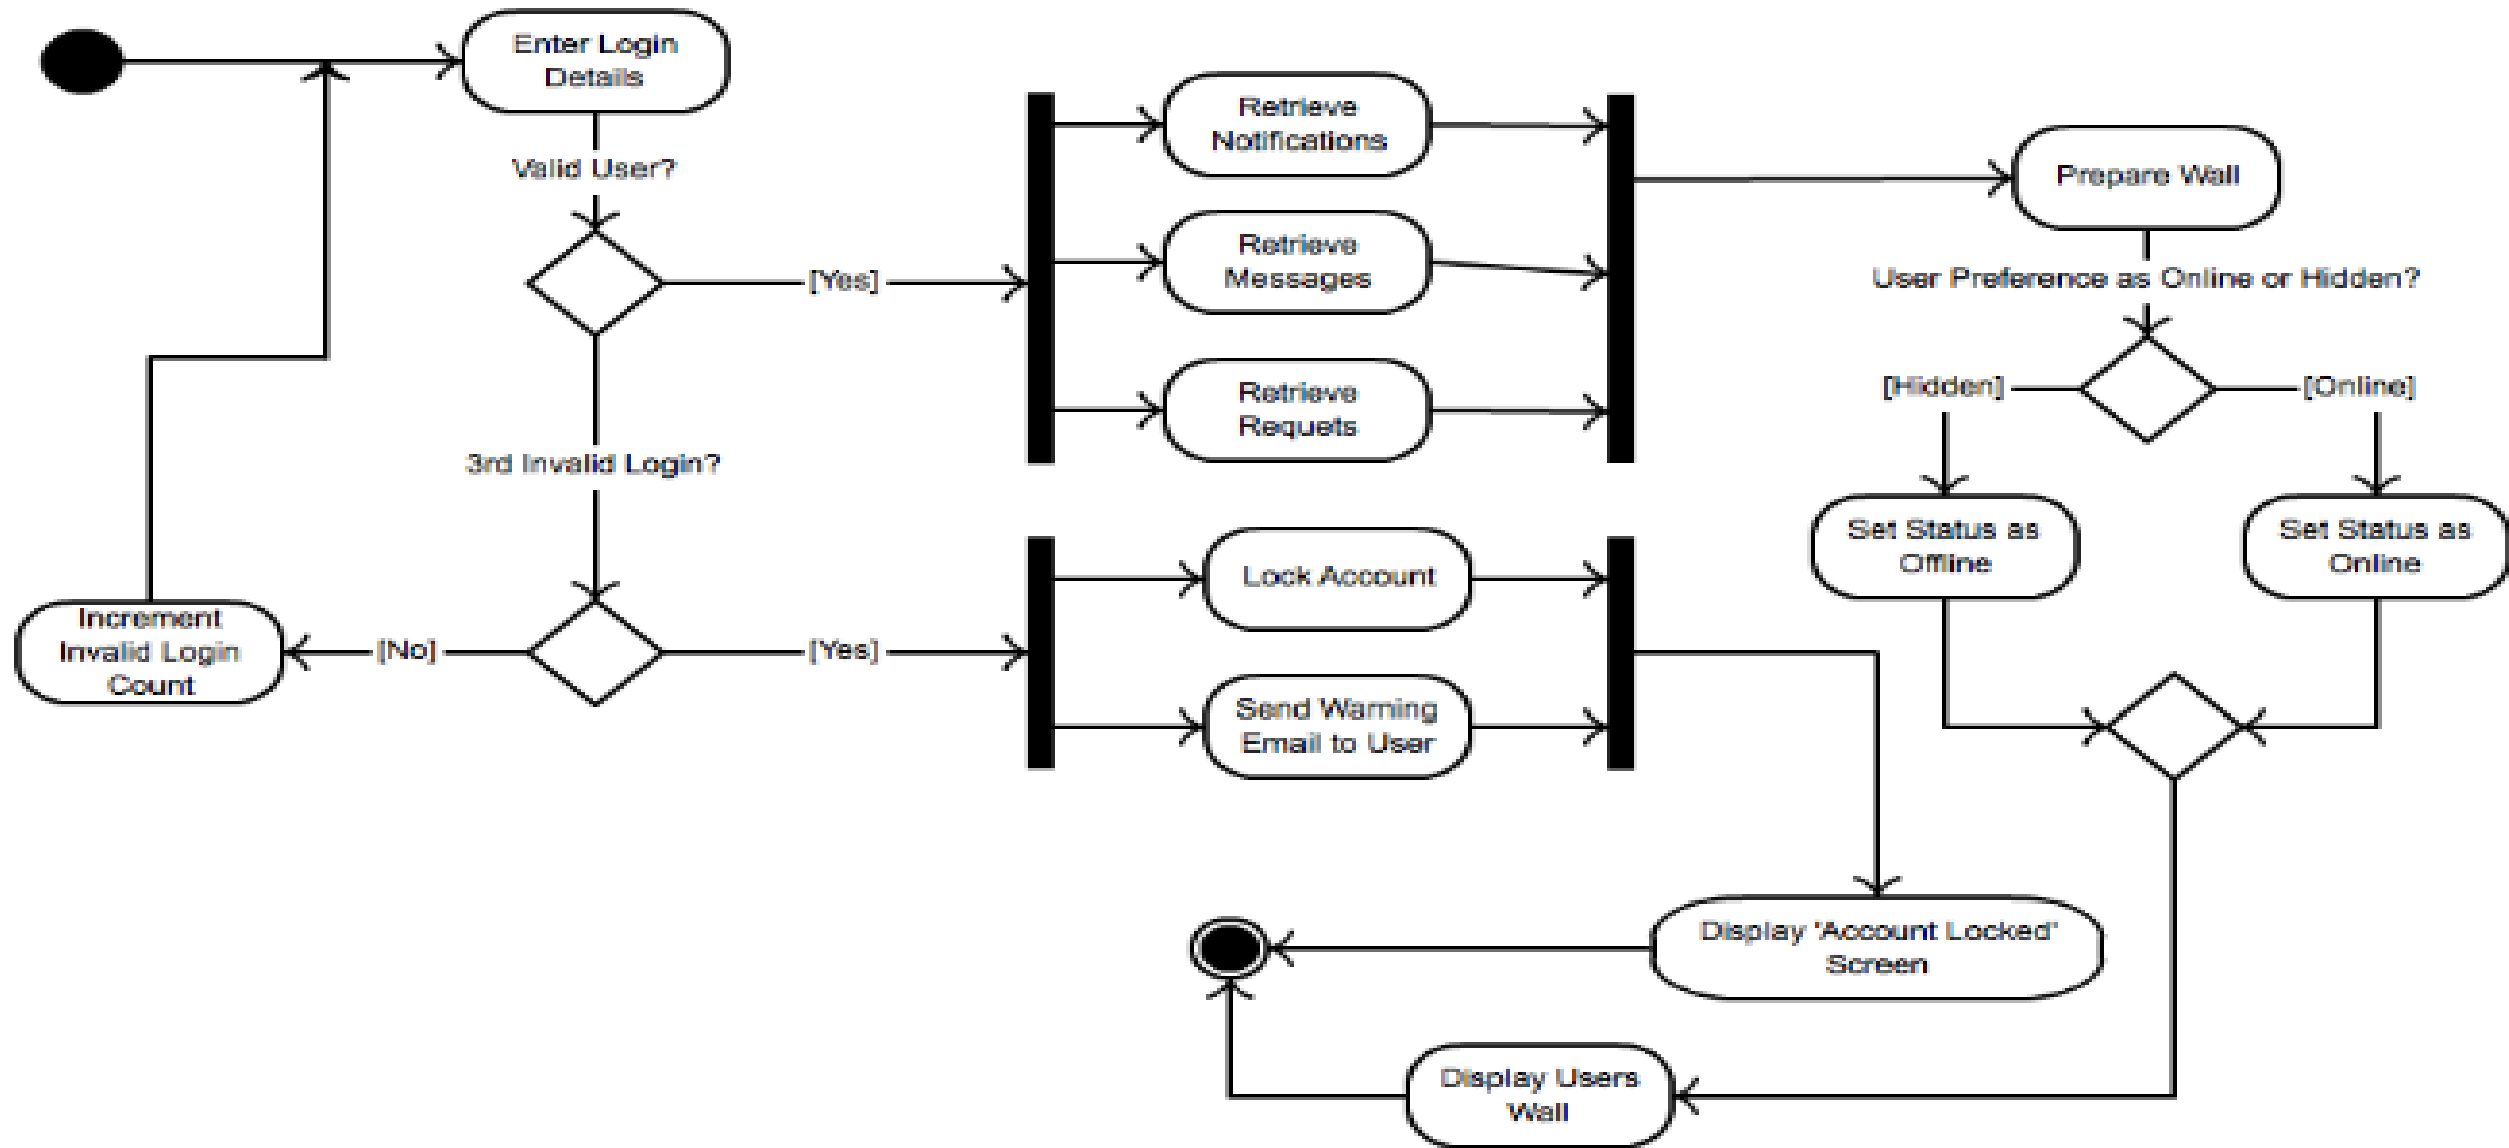 Enter Login
Details
Valid User?
[Yes]
Retrieve
Notifications
Retrieve
Messages
Retrieve
Requets
Prepare Wall
User Preference as Online or Hidden?
[Hidden]
[Online]
Set Status as
Offline
Set Status as
Online
3rd Invalid Login?
[No]
[Yes]
Increment
Invalid Login
Count
Lock Account
Send Warning
Email to User
Display 'Account Locked'
Screen
Display Users
Wall